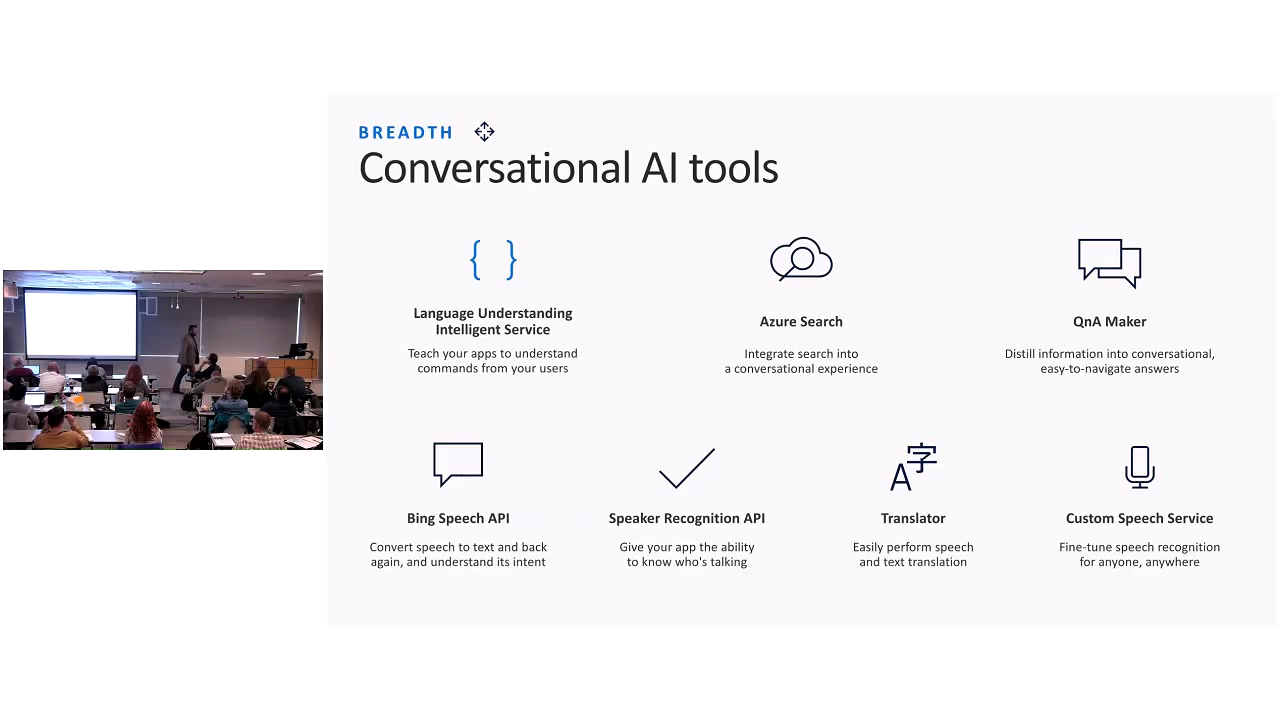 BREADTH
Conversational AI tools
Language Understanding
Intelligent Service
Teach your apps to understand
commands from your users
Azure Search
Integrate search into
a conversational experience
QnA Maker
Distill information into conversational,
easy-to-navigate answers
Bing Speech API
Convert speech to text and back
again, and understand its intent
Speaker Recognition API
Give your app the ability
to know who's talking
A字
Translator
Easily perform speech
and text translation
Custom Speech Service
Fine-tune speech recognition
for anyone, anywhere